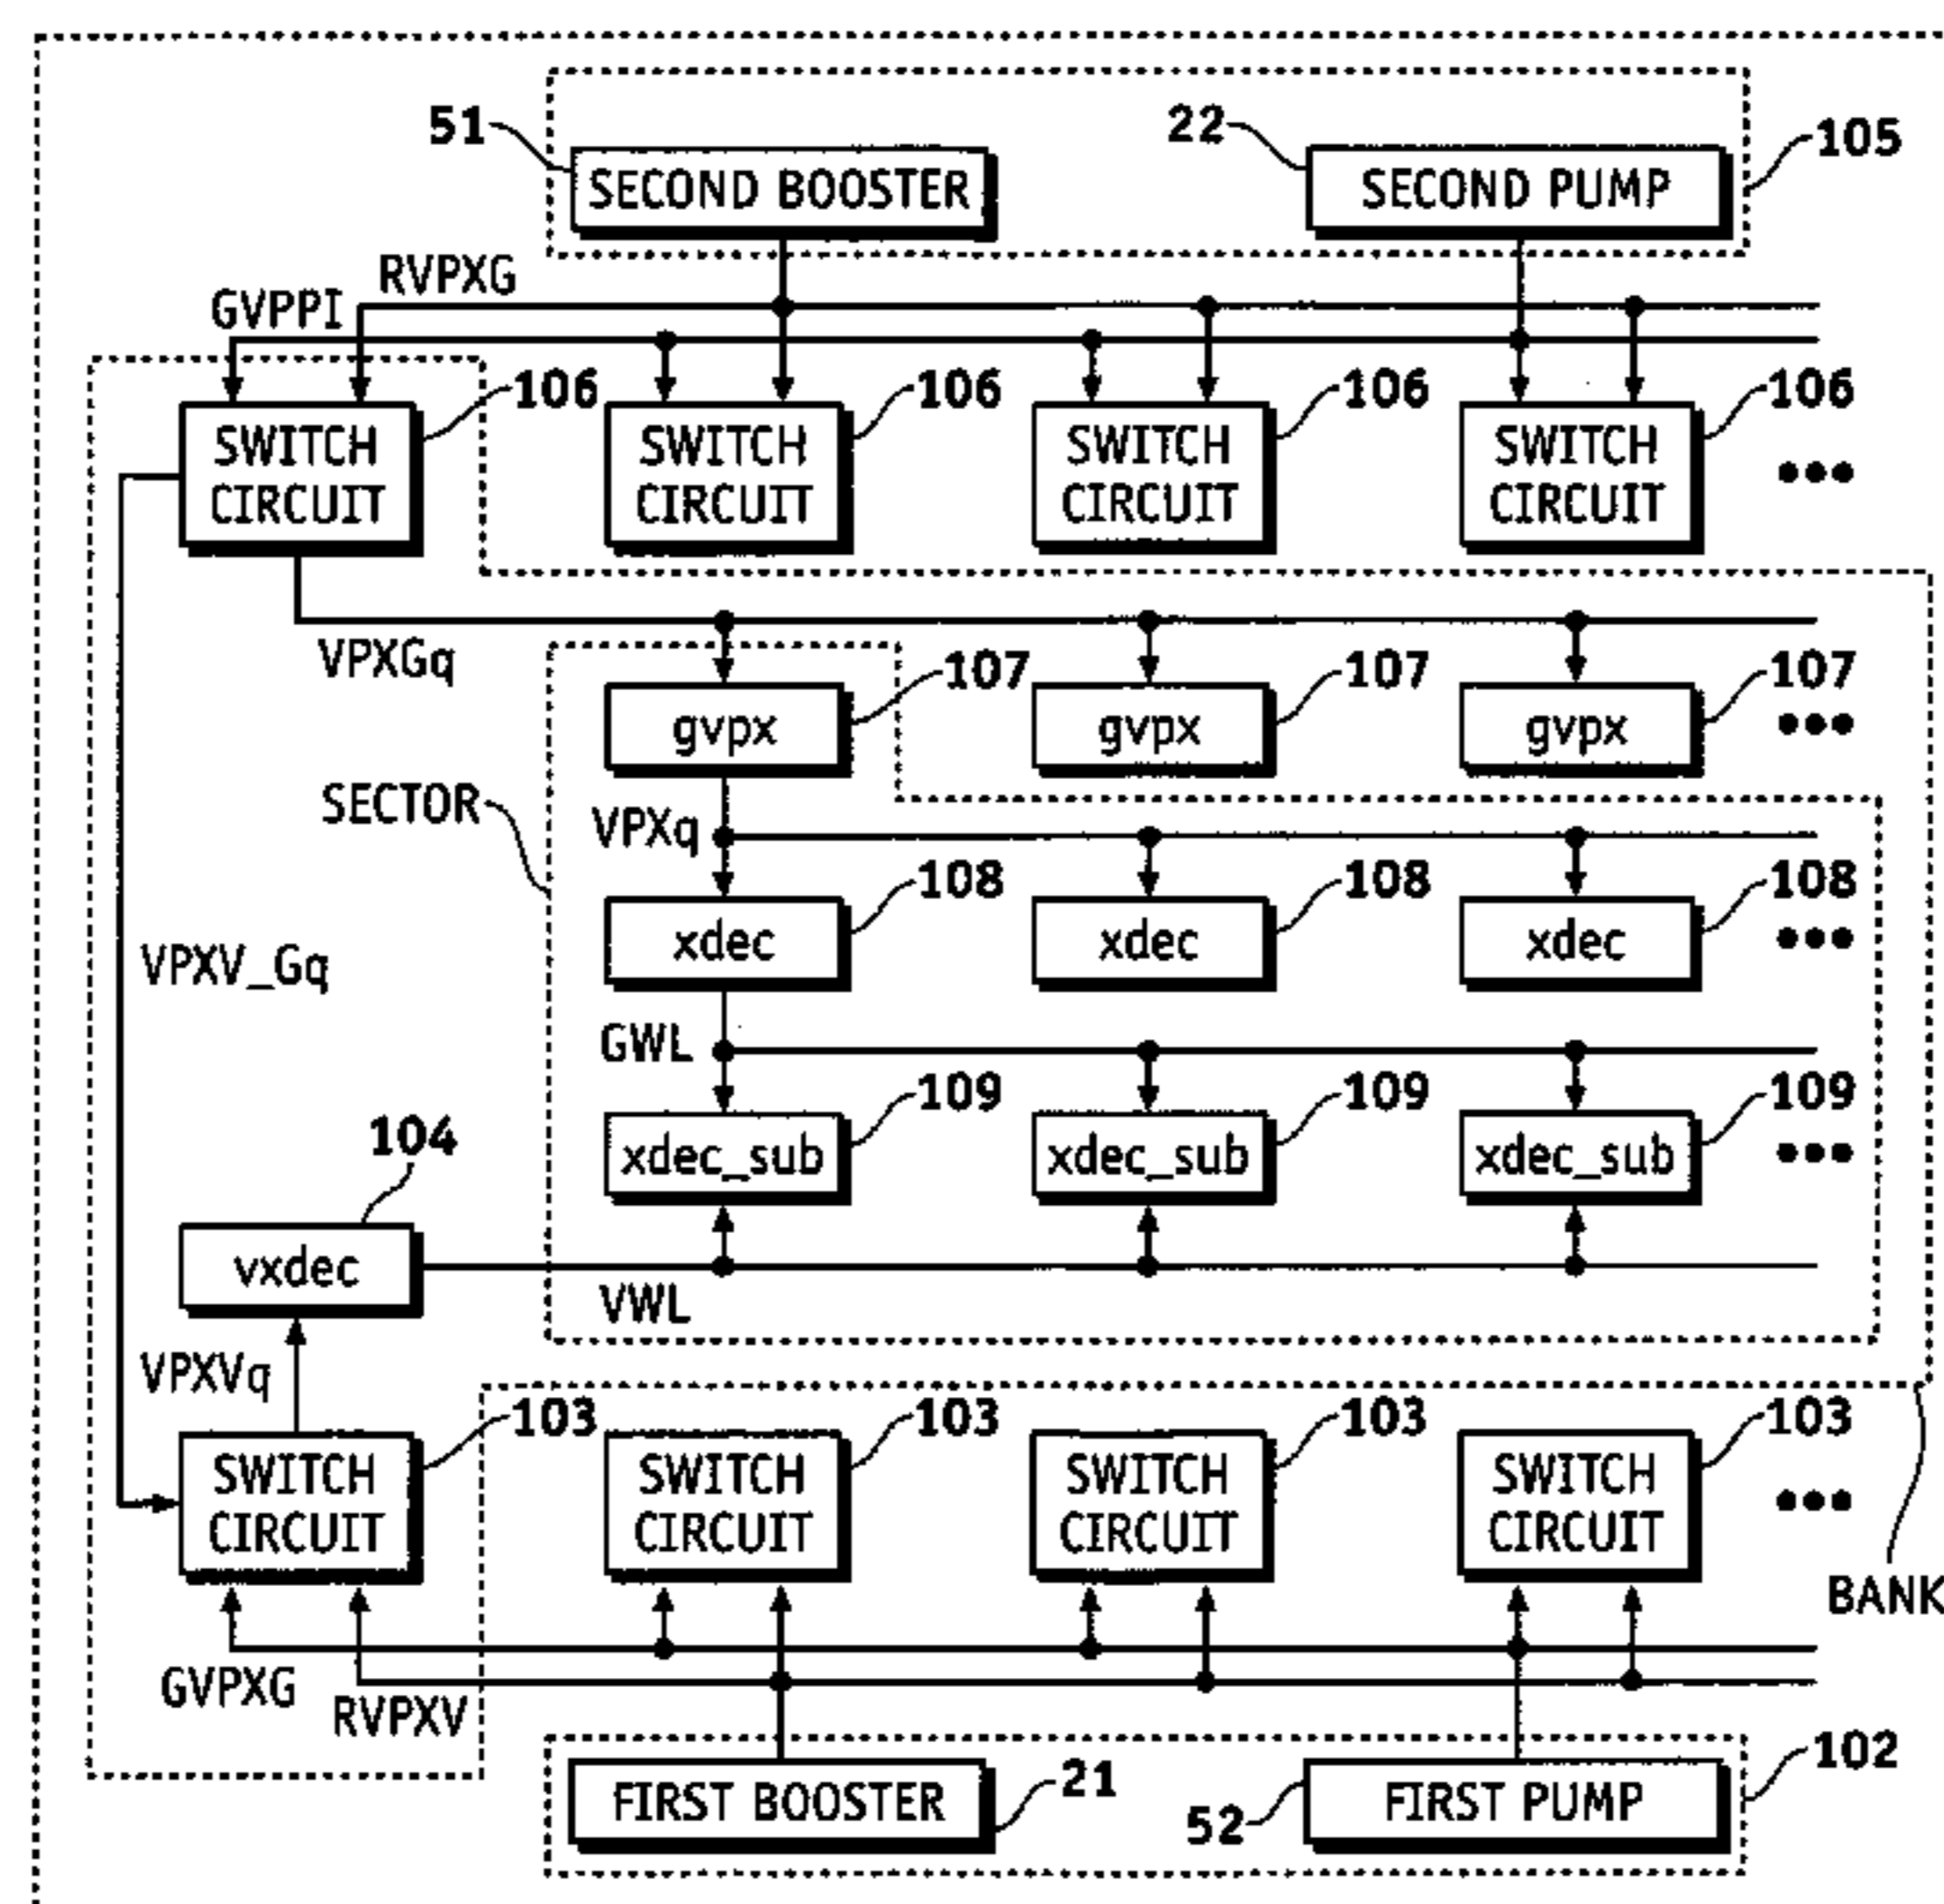 51
22
105
SECOND BOOSTER
SECOND PUMP
RVPXG
GVPPI
106
106
106
106
SWITCH
CIRCUIT
SWITCH
CIRCUIT
SWITCH
CIRCUIT
SWITCH
CIRCUIT
VPXGq
107
107
107
gvpx
gvpx
gvpx
SECTOR
VPXq
108
108
108
xdec
xdec
xdec
VPXV_Gq
GWL
109
109
109
xdec_sub
xdec_sub
xdec_sub
104
vxdec
VWL
VPXVq
103
103
103
103
SWITCH
CIRCUIT
SWITCH
CIRCUIT
SWITCH
CIRCUIT
SWITCH
CIRCUIT
BANK
GVPXG
RVPXV
102
FIRST BOOSTER
21
52
FIRST PUMP